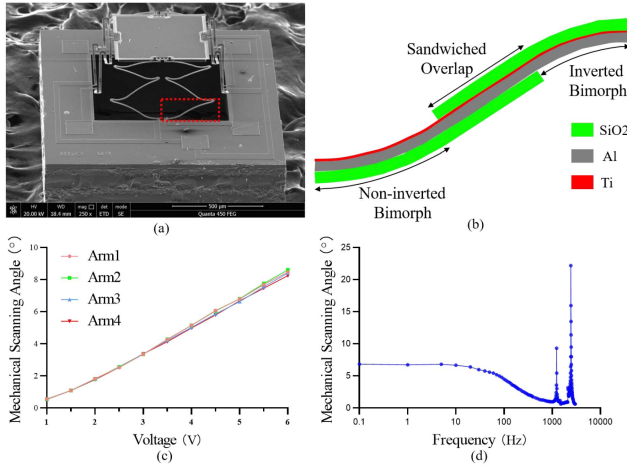 HV
WD
mag
det
mode
500 μm
20.00 kV
18.4 mm
250 x
ETD
SE
Quanta 450 FEG
(a)
Sandwiched
Overlap
Inverted
Bimorph
SiO2
Al
Ti
Non-inverted
Bimorph
(b)
Mechanical Scanning Angle (°)
10
8
6
4
2
0
Arm1
Arm2
Arm3
Arm4
1 2 3 4 5 6
Voltage (V)
(c)
Mechanical Scanning Angle (°)
25
20
15
10
5
0
0.1 1 10 100 1000 10000
Frequency (Hz)
(d)